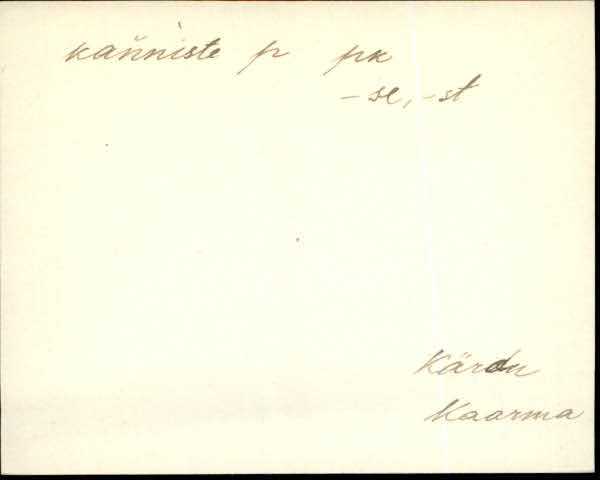 kaňniste p pk
- se, - st
Kärdu
Kaarma